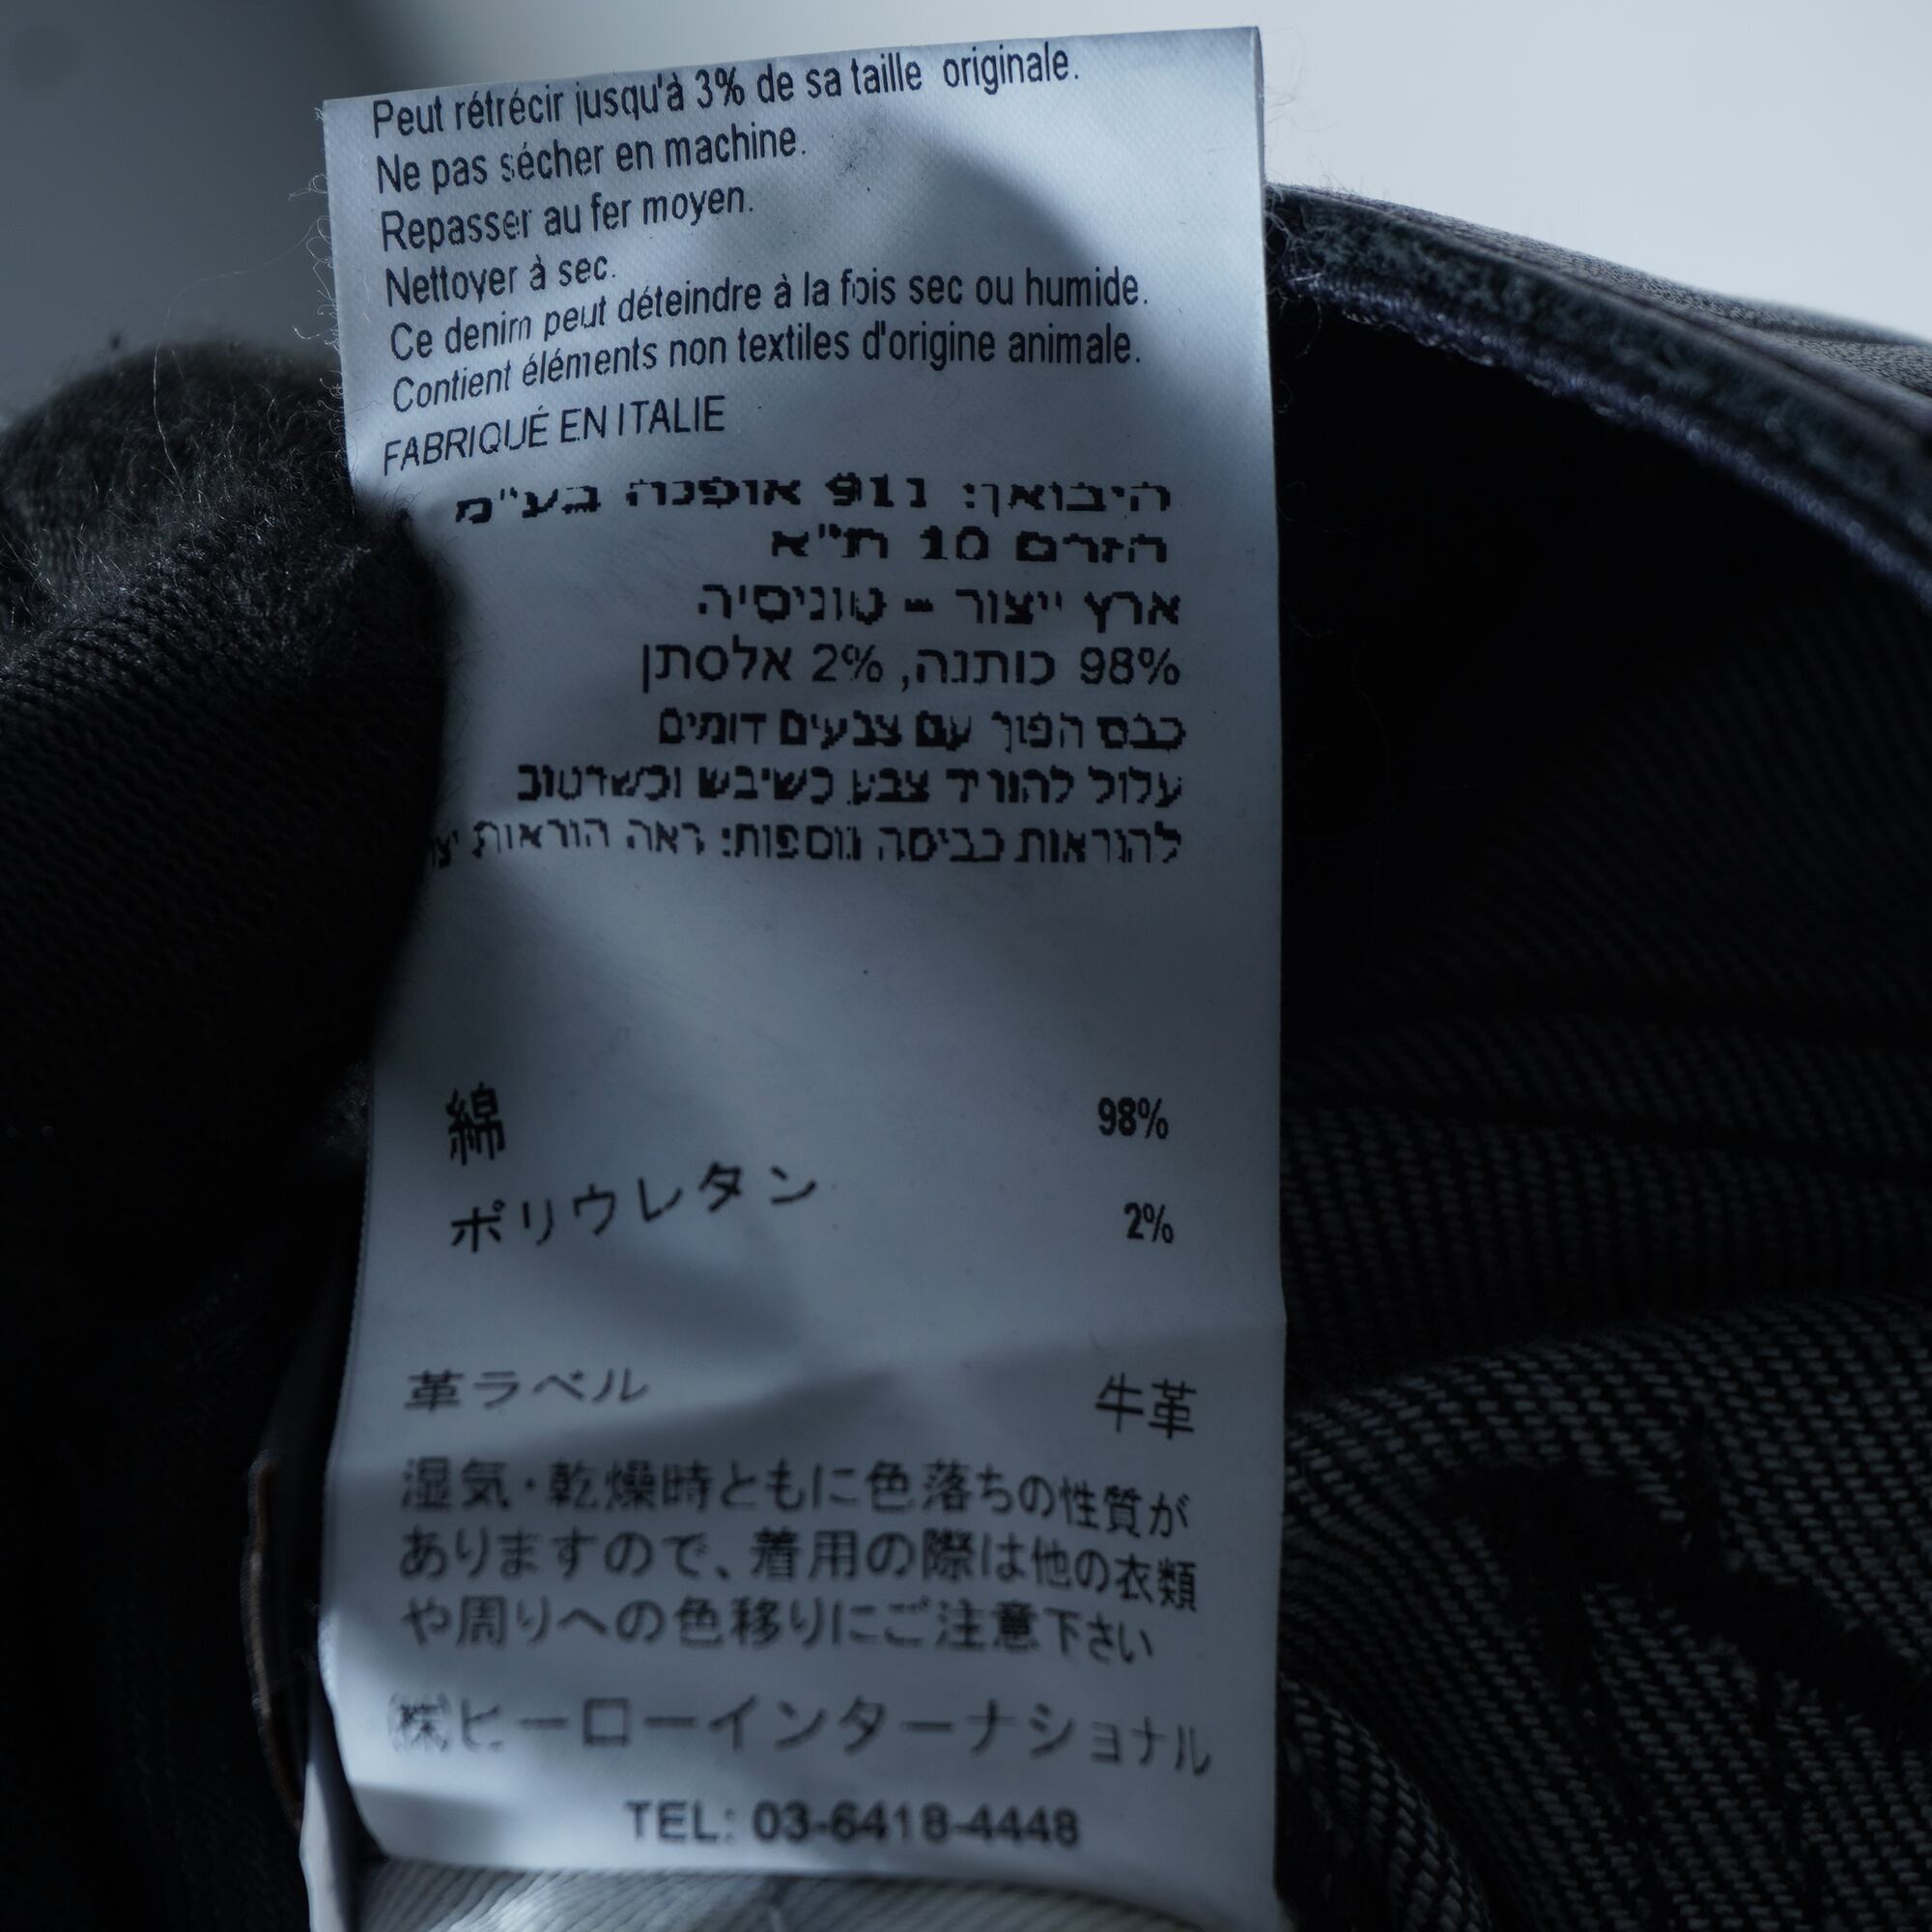 Peut rétrécir jusqu'à 3% de sa taille originale.
Ne pas sécher en machine.
Repasser au fer moyen.
Nettoyer à sec.
Ce denim peut déteindre à la fois sec ou humide.
Contient éléments non textiles d'origine animale.
FABRIQUÉ EN ITALIE
היבואן: 911 אופנה בע"מ
הזרם 10 ת"א
ארץ ייצור - טוניסיה
98% כותנה, 2% אלסתן
כבס הפוך עם צבעים דומים
עלול להוריד צבע כשיבש וכשרטוב
להוראות כביסה נוספות: ראה הוראות
綿 98%
ポリウレタン 2%
革ラベル 牛革
湿気・乾燥時ともに色落ちの性質が
ありますので、着用の際は他の衣類
や周りへの色移りにご注意下さい
㈱ヒーローインターナショナル
TEL: 03-6418-4448